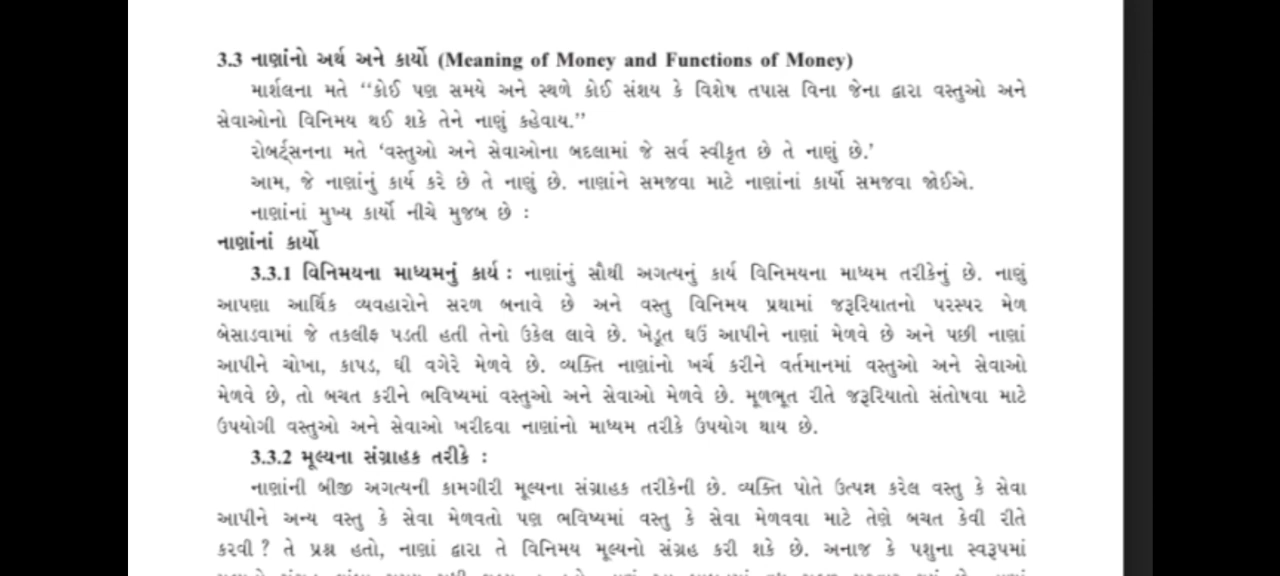 3.3 નાણાંનો અર્થ અને કાર્યો (Meaning of Money and Functions of Money)
માર્શલના મતે “કોઈ પણ સમયે અને સ્થળે કોઈ સંશય કે વિશેષ તપાસ વિના જેના દ્વારા વસ્તુઓ અને
સેવાઓનો વિનિમય થઈ શકે તેને નાણું કહેવાય.”
રોબર્ટ્સનના મતે ‘વસ્તુઓ અને સેવાઓના બદલામાં જે સર્વ સ્વીકૃત છે તે નાણું છે.’
આમ, જે નાણાંનું કાર્ય કરે છે તે નાણું છે. નાણાંને સમજવા માટે નાણાંનાં કાર્યો સમજવા જોઈએ.
નાણાંનાં મુખ્ય કાર્યો નીચે મુજબ છે :
નાણાંનાં કાર્યો
3.3.1 વિનિમયના માધ્યમનું કાર્ય : નાણાંનું સૌથી અગત્યનું કાર્ય વિનિમયના માધ્યમ તરીકેનું છે. નાણું
આપણા આર્થિક વ્યવહારોને સરળ બનાવે છે અને વસ્તુ વિનિમય પ્રથામાં જરૂરિયાતનો પરસ્પર મેળ
બેસાડવામાં જે તકલીફ પડતી હતી તેનો ઉકેલ લાવે છે. ખેડૂત ઘઉં આપીને નાણાં મેળવે છે અને પછી નાણાં
આપીને ચોખા, કાપડ, ઘી વગેરે મેળવે છે. વ્યક્તિ નાણાંનો ખર્ચ કરીને વર્તમાનમાં વસ્તુઓ અને સેવાઓ
મેળવે છે, તો બચત કરીને ભવિષ્યમાં વસ્તુઓ અને સેવાઓ મેળવે છે. મૂળભૂત રીતે જરૂરિયાતો સંતોષવા માટે
ઉપયોગી વસ્તુઓ અને સેવાઓ ખરીદવા નાણાંનો માધ્યમ તરીકે ઉપયોગ થાય છે.
3.3.2 મૂલ્યના સંગ્રાહક તરીકે :
નાણાંની બીજી અગત્યની કામગીરી મૂલ્યના સંગ્રાહક તરીકેની છે. વ્યક્તિ પોતે ઉત્પન્ન કરેલ વસ્તુ કે સેવા
આપીને અન્ય વસ્તુ કે સેવા મેળવતો પણ ભવિષ્યમાં વસ્તુ કે સેવા મેળવવા માટે તેણે બચત કેવી રીતે
કરવી ? તે પ્રશ્ન હતો, નાણાં દ્વારા તે વિનિમય મૂલ્યનો સંગ્રહ કરી શકે છે. અનાજ કે પશુના સ્વરૂપમાં